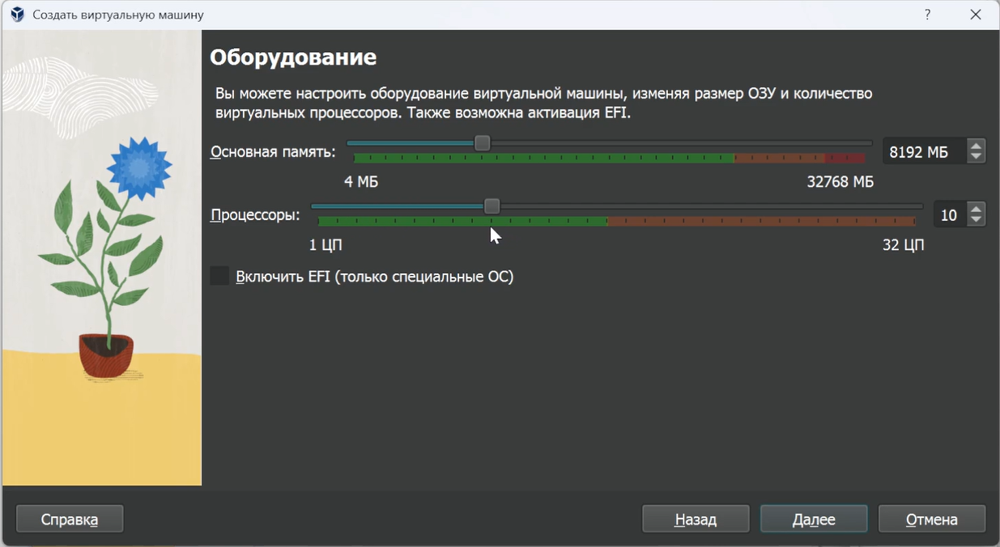 Создать виртуальную машину
?
Оборудование
Вы можете настроить оборудование виртуальной машины, изменяя размер ОЗУ и количество
виртуальных процессоров. Также возможна активация EFI.
Основная память:
8192 МБ
4 МБ
32768 МБ
Процессоры:
10
1 ЦП
32 ЦП
Включить EFI (только специальные ОС)
Справка
Назад
Далее
Отмена